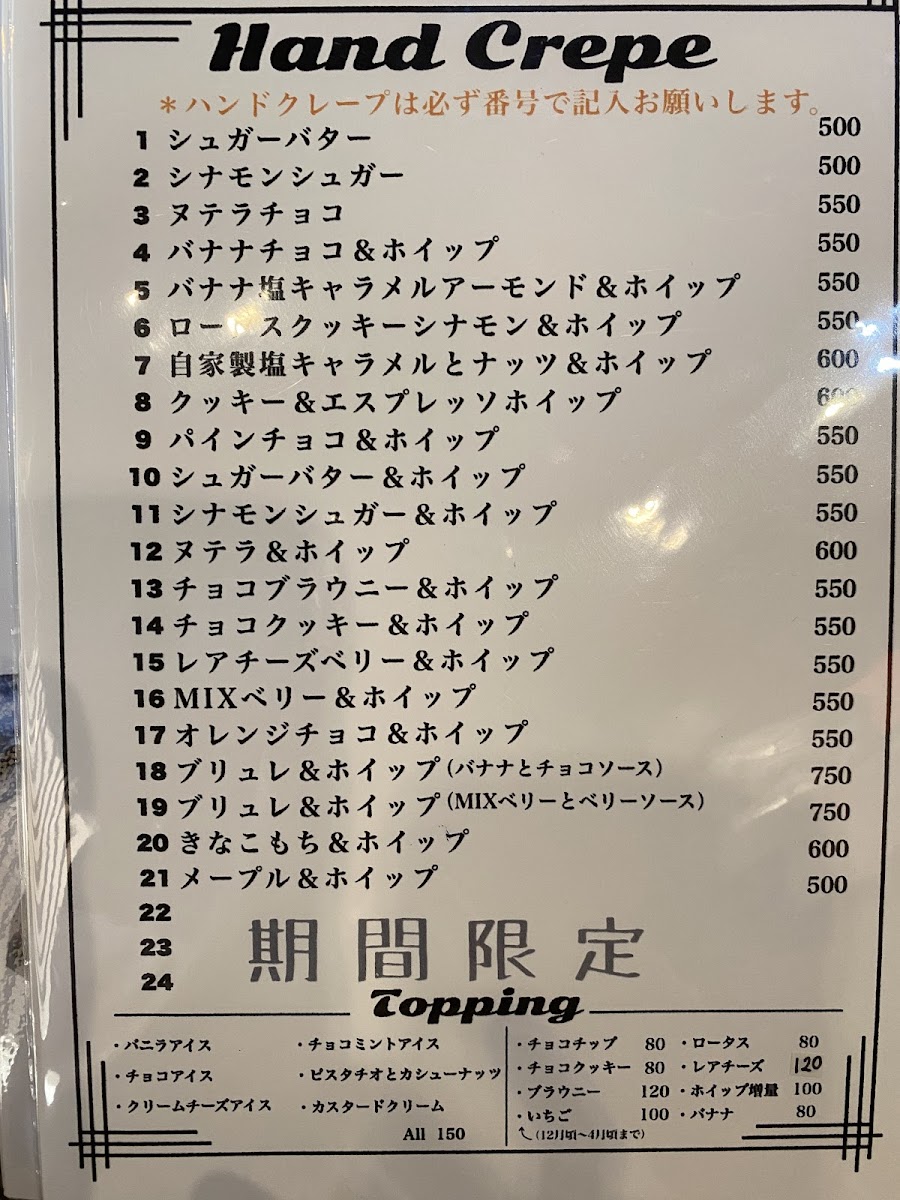 Hand Crepe
*ハンドクレープは必ず番号で記入お願いします。
1 シュガーバター 500
2 シナモンシュガー 500
3 ヌテラチョコ 550
4 バナナチョコ&ホイップ 550
5 バナナ塩キャラメルアーモンド&ホイップ 550
6 ロータスクッキーシナモン&ホイップ 550
7 自家製塩キャラメルとナッツ&ホイップ 600
8 クッキー&エスプレッソホイップ 600
9 パインチョコ&ホイップ 550
10 シュガーバター&ホイップ 550
11 シナモンシュガー&ホイップ 550
12 ヌテラ&ホイップ 600
13 チョコブラウニー&ホイップ 550
14 チョコクッキー&ホイップ 550
15 レアチーズベリー&ホイップ 550
16 MIXベリー&ホイップ 550
17 オレンジチョコ&ホイップ 550
18 ブリュレ&ホイップ(バナナとチョコソース) 750
19 ブリュレ&ホイップ(MIXベリーとベリーソース) 750
20 きなこもち&ホイップ 600
21 メープル&ホイップ 500
22
23 期間限定
24
Topping
・バニラアイス ・チョコミントアイス
・チョコアイス ・ピスタチオとカシューナッツ
・クリームチーズアイス ・カスタードクリーム
All 150
・チョコチップ 80 ・ロータス 80
・チョコクッキー 80 ・レアチーズ 120
・ブラウニー 120 ・ホイップ増量 100
・いちご 100 ・バナナ 80
(12月頃~4月頃まで)